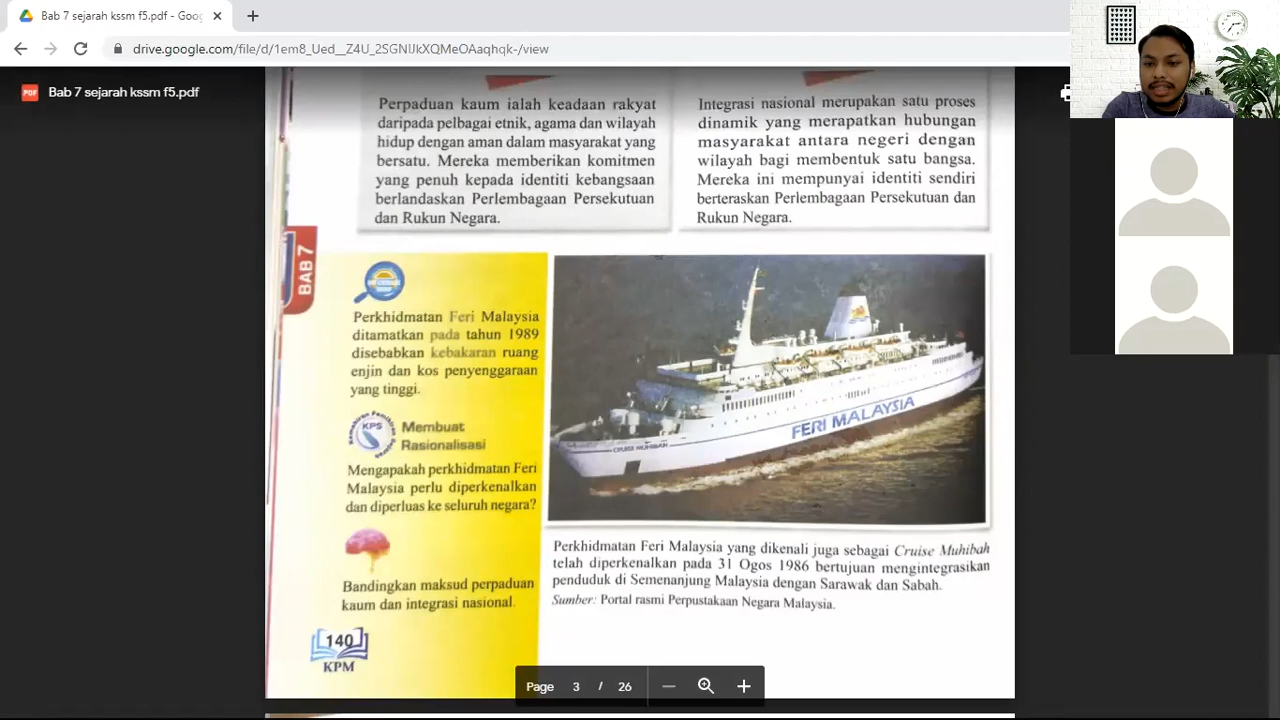 Bab 7 sejarah kssm f5.pdf - Goo
drive.google.com/file/d/1em8_Ued__Z4U_2SGNlJkXQMeOAaqhqk-/view
PDF Bab 7 sejarah kssm f5.pdf
Perpaduan kaum ialah keadaan rakyat
daripada pelbagai etnik, agama dan wilayah
hidup dengan aman dalam masyarakat yang
bersatu. Mereka memberikan komitmen
yang penuh kepada identiti kebangsaan
berlandaskan Perlembagaan Persekutuan
dan Rukun Negara.
Integrasi nasional merupakan satu proses
dinamik yang merapatkan hubungan
masyarakat antara negeri dengan
wilayah bagi membentuk satu bangsa.
Mereka ini mempunyai identiti sendiri
berteraskan Perlembagaan Persekutuan dan
Rukun Negara.
BAB 7
Perkhidmatan Feri Malaysia
ditamatkan pada tahun 1989
disebabkan kebakaran ruang
enjin dan kos penyenggaraan
yang tinggi.
KPS
Membuat
Rasionalisasi
Mengapakah perkhidmatan Feri
Malaysia perlu diperkenalkan
dan diperluas ke seluruh negara?
Bandingkan maksud perpaduan
kaum dan integrasi nasional.
140
KPM
FERI MALAYSIA
CRUISE MUHIBAH
Perkhidmatan Feri Malaysia yang dikenali juga sebagai Cruise Muhibah
telah diperkenalkan pada 31 Ogos 1986 bertujuan mengintegrasikan
penduduk di Semenanjung Malaysia dengan Sarawak dan Sabah.
Sumber: Portal rasmi Perpustakaan Negara Malaysia.
Page 3 / 26